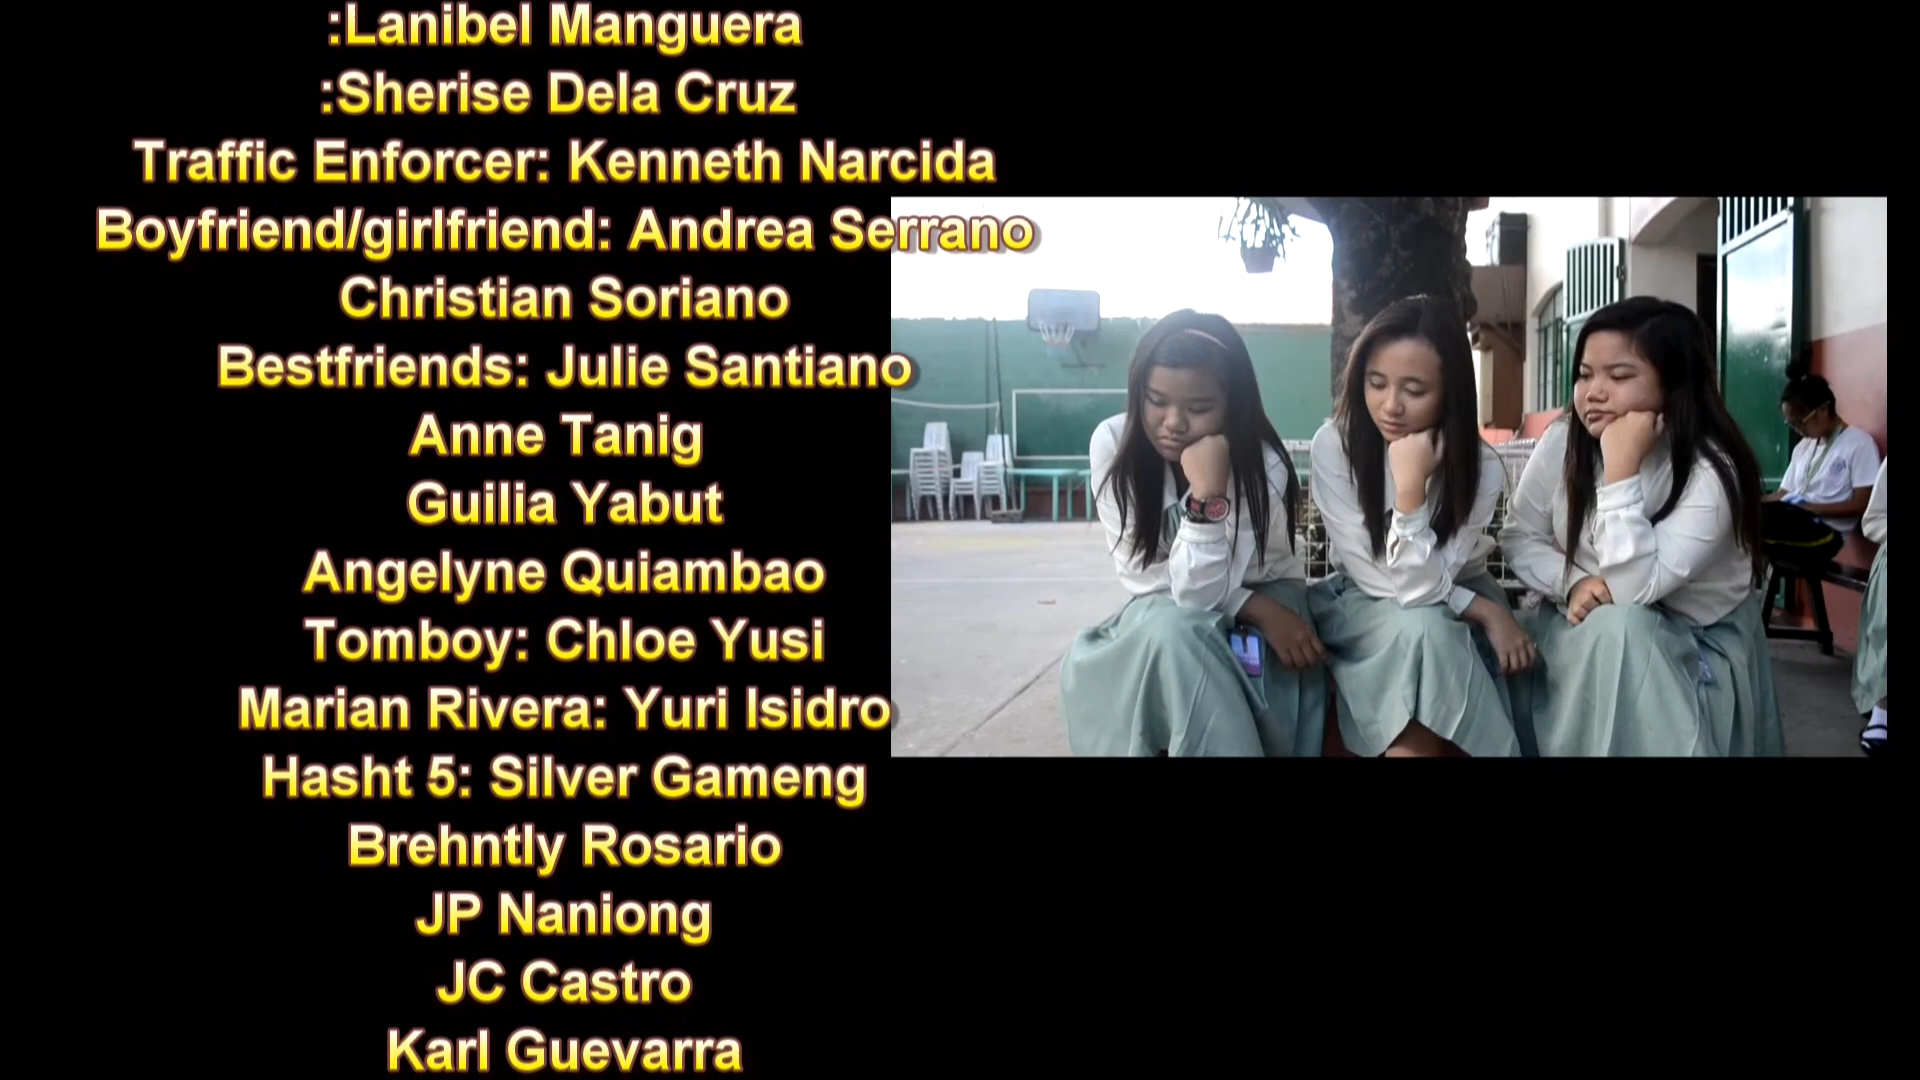 :Lanibel Manguera
:Sherise Dela Cruz
Traffic Enforcer: Kenneth Narcida
Boyfriend/girlfriend: Andrea Serrano
Christian Soriano
Bestfriends: Julie Santiano
Anne Tanig
Guilia Yabut
Angelyne Quiambao
Tomboy: Chloe Yusi
Marian Rivera: Yuri Isidro
Hasht 5: Silver Gameng
Brehntly Rosario
JP Naniong
JC Castro
Karl Guevarra